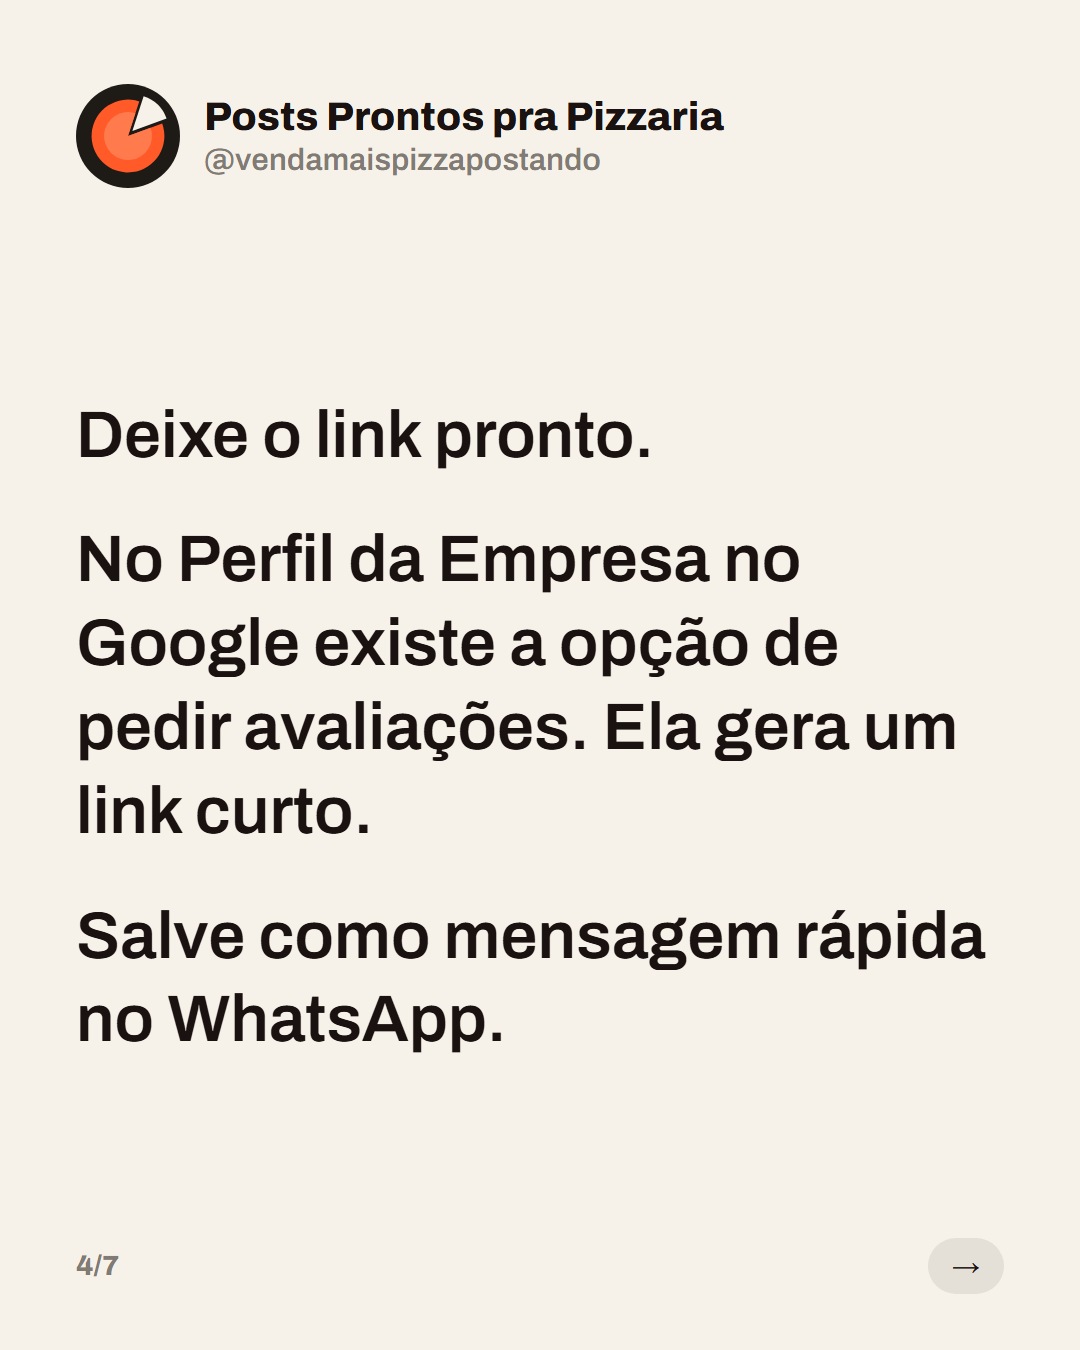 Posts Prontos pra Pizzaria
@vendamaispizzapostando
Deixe o link pronto.
No Perfil da Empresa no
Google existe a opção de
pedir avaliações. Ela gera um
link curto.
Salve como mensagem rápida
no WhatsApp.
4/7
→